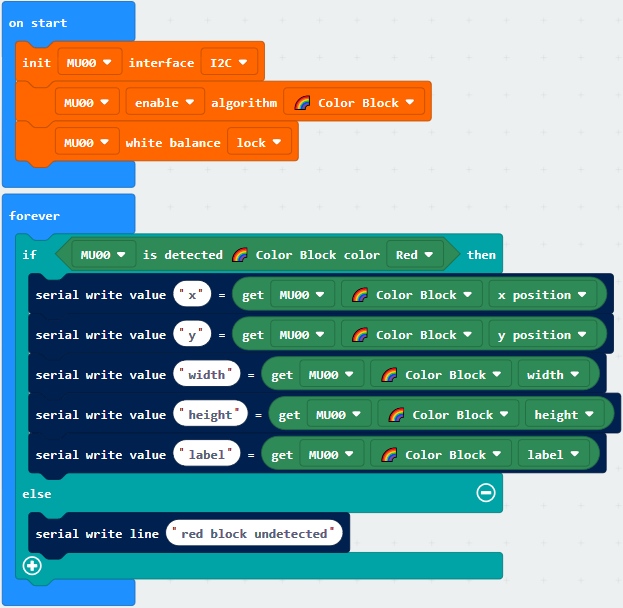 on start
init MU00 interface I2C
MU00 enable algorithm Color Block
MU00 white balance lock
forever
if MU00 is detected Color Block color Red then
serial write value "x" = get MU00 Color Block x position
serial write value "y" = get MU00 Color Block y position
serial write value "width" = get MU00 Color Block width
serial write value "height" = get MU00 Color Block height
serial write value "label" = get MU00 Color Block label
else
serial write line "red block undetected"